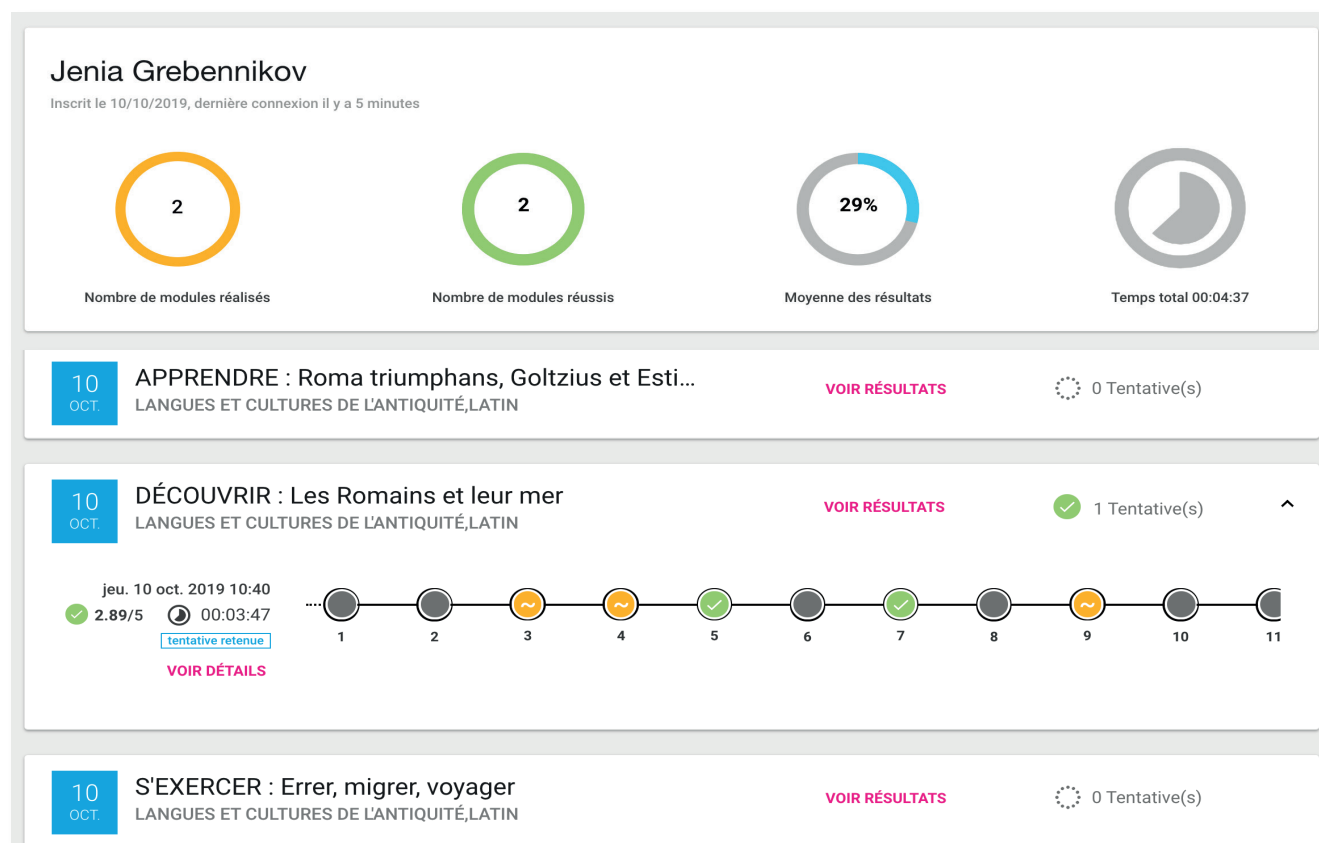 Jenia Grebennikov
Inscrit le 10/10/2019, dernière connexion il y a 5 minutes
2
2
29%
Nombre de modules réalisés
Nombre de modules réussis
Moyenne des résultats
Temps total 00:04:37
10
OCT.
APPRENDRE : Roma triumphans, Goltzius et Esti...
LANGUES ET CULTURES DE L'ANTIQUITÉ,LATIN
VOIR RÉSULTATS
0 Tentative(s)
10
OCT.
DÉCOUVRIR : Les Romains et leur mer
LANGUES ET CULTURES DE L'ANTIQUITÉ,LATIN
VOIR RÉSULTATS
1 Tentative(s)
jeu. 10 oct. 2019 10:40
2.89/5 00:03:47
tentative retenue
VOIR DÉTAILS
1 2 3 4 5 6 7 8 9 10 11
10
OCT.
S'EXERCER : Errer, migrer, voyager
LANGUES ET CULTURES DE L'ANTIQUITÉ,LATIN
VOIR RÉSULTATS
0 Tentative(s)